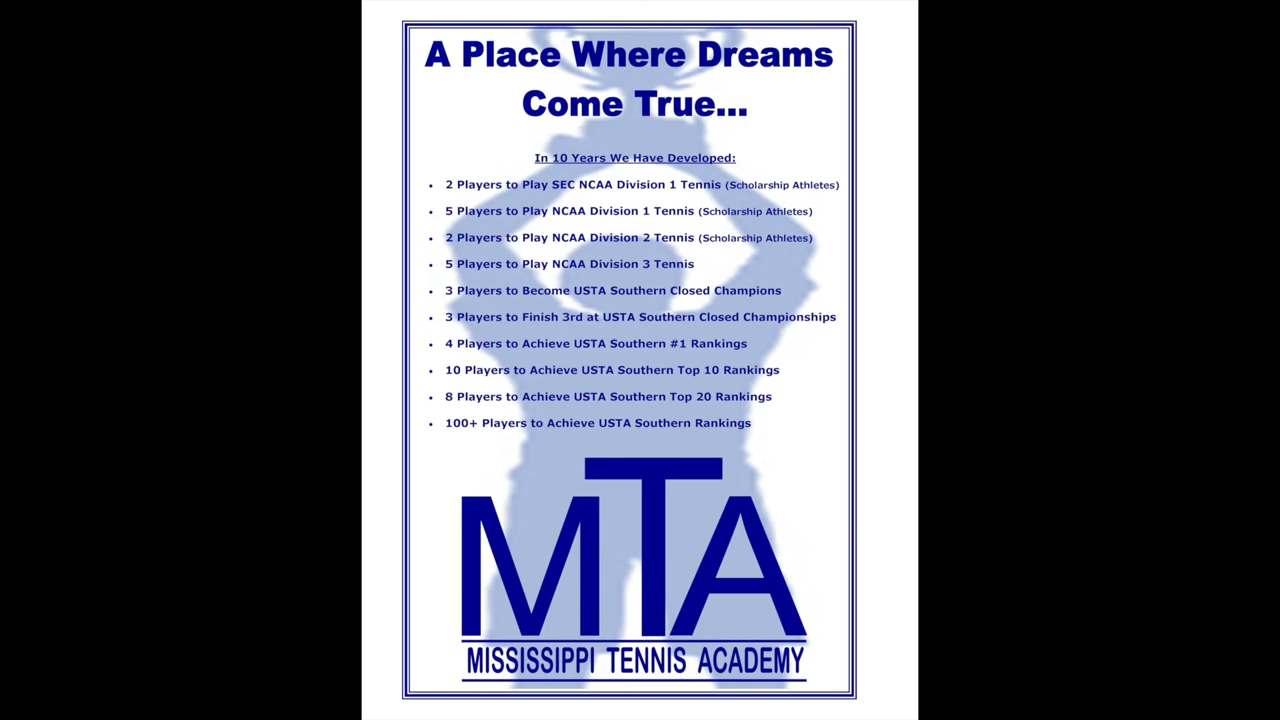 A Place Where Dreams
Come True...
In 10 Years We Have Developed:
• 2 Players to Play SEC NCAA Division 1 Tennis (Scholarship Athletes)
• 5 Players to Play NCAA Division 1 Tennis (Scholarship Athletes)
• 2 Players to Play NCAA Division 2 Tennis (Scholarship Athletes)
• 5 Players to Play NCAA Division 3 Tennis
• 3 Players to Become USTA Southern Closed Champions
• 3 Players to Finish 3rd at USTA Southern Closed Championships
• 4 Players to Achieve USTA Southern #1 Rankings
• 10 Players to Achieve USTA Southern Top 10 Rankings
• 8 Players to Achieve USTA Southern Top 20 Rankings
• 100+ Players to Achieve USTA Southern Rankings
MTA
MISSISSIPPI TENNIS ACADEMY